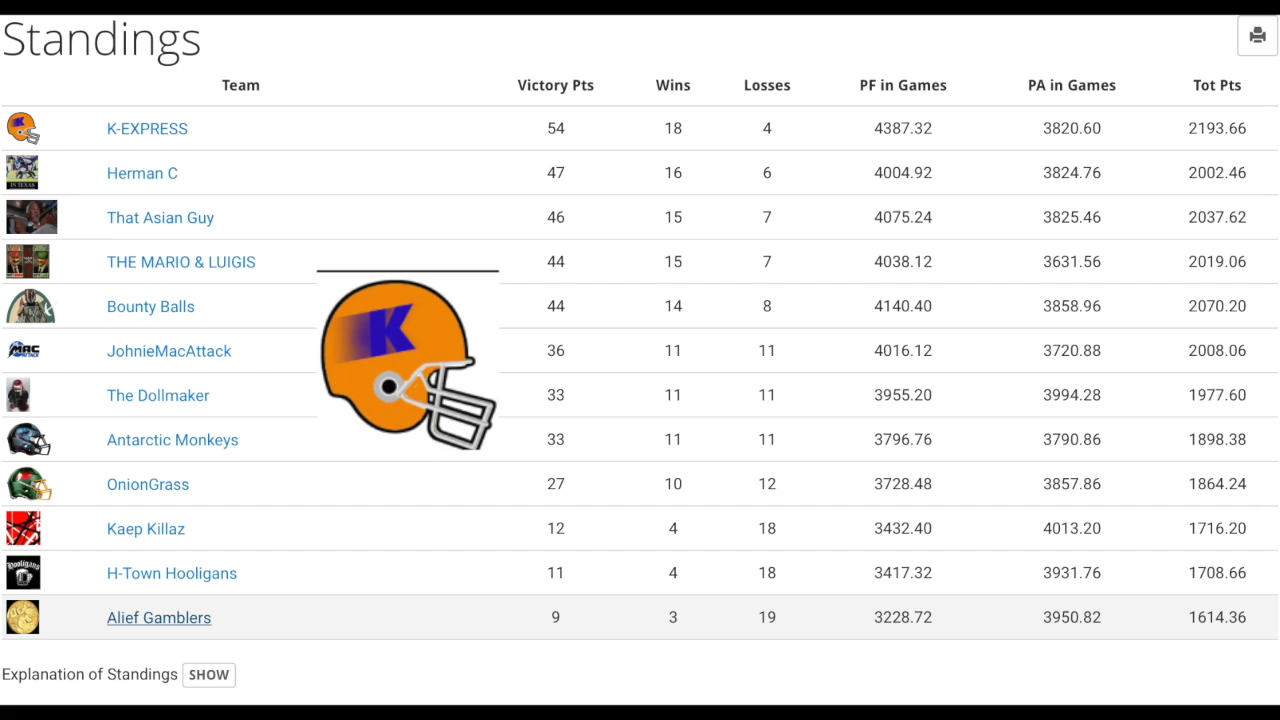 Standings
Team Victory Pts Wins Losses PF in Games PA in Games Tot Pts
K-EXPRESS 54 18 4 4387.32 3820.60 2193.66
Herman C 47 16 6 4004.92 3824.76 2002.46
IN TEXAS
That Asian Guy 46 15 7 4075.24 3825.46 2037.62
THE MARIO & LUIGIS 44 15 7 4038.12 3631.56 2019.06
Bounty Balls 44 14 8 4140.40 3858.96 2070.20
MAC ATTACK
JohnieMacAttack 36 11 11 4016.12 3720.88 2008.06
K
The Dollmaker 33 11 11 3955.20 3994.28 1977.60
Antarctic Monkeys 33 11 11 3796.76 3790.86 1898.38
OnionGrass 27 10 12 3728.48 3857.86 1864.24
Kaep Killaz 12 4 18 3432.40 4013.20 1716.20
Hooligans
H-Town Hooligans 11 4 18 3417.32 3931.76 1708.66
Alief Gamblers 9 3 19 3228.72 3950.82 1614.36
Explanation of Standings SHOW